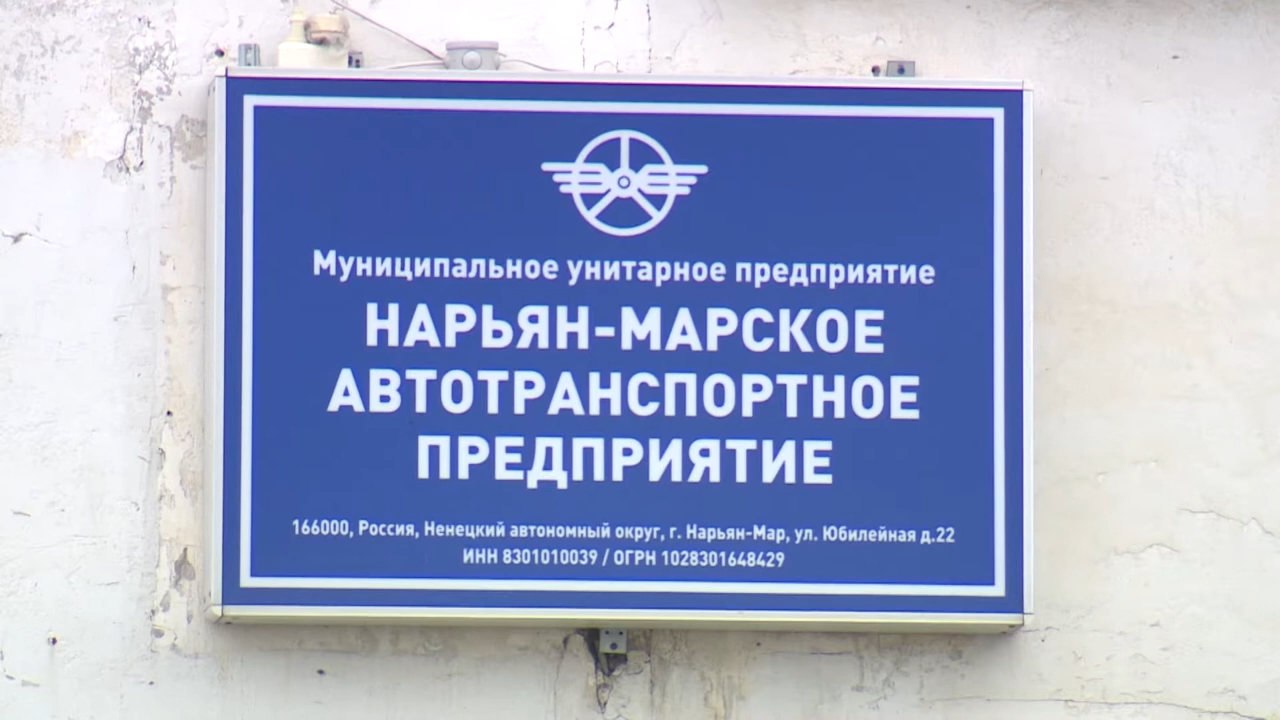 Муниципальное унитарное предприятие
НАРЬЯН-МАРСКОЕ
АВТОТРАНСПОРТНОЕ
ПРЕДПРИЯТИЕ
166000, Россия, Ненецкий автономный округ, г. Нарьян-Мар, ул. Юбилейная д.22
ИНН 8301010039 / ОГРН 1028301648429